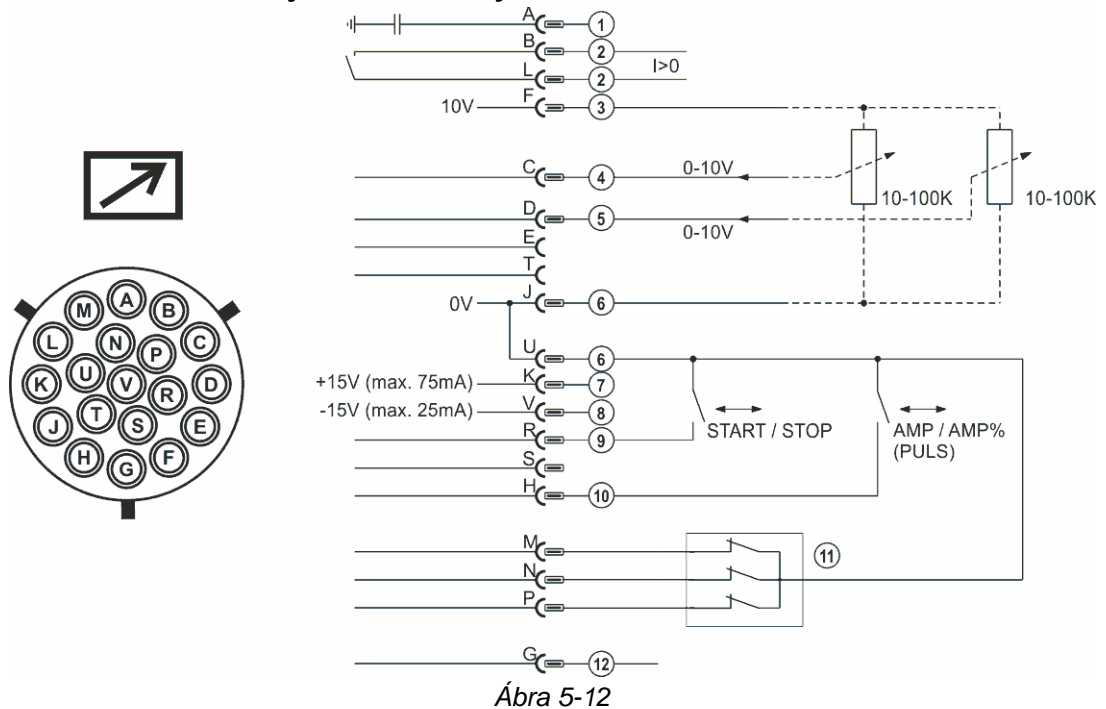 A 1
B 2
L 2 I>0
10V F 3
C 4 0-10V
10-100K 10-100K
D 5
0-10V
E
T
0V J 6
U 6
+15V (max. 75mA) K 7
-15V (max. 25mA) V 8
R 9 START / STOP AMP / AMP%
(PULS)
S
H 10
M 11
N
P
G 12
A
M B
L N P C
K U V R D
J T S E
H G F
Ábra 5-12